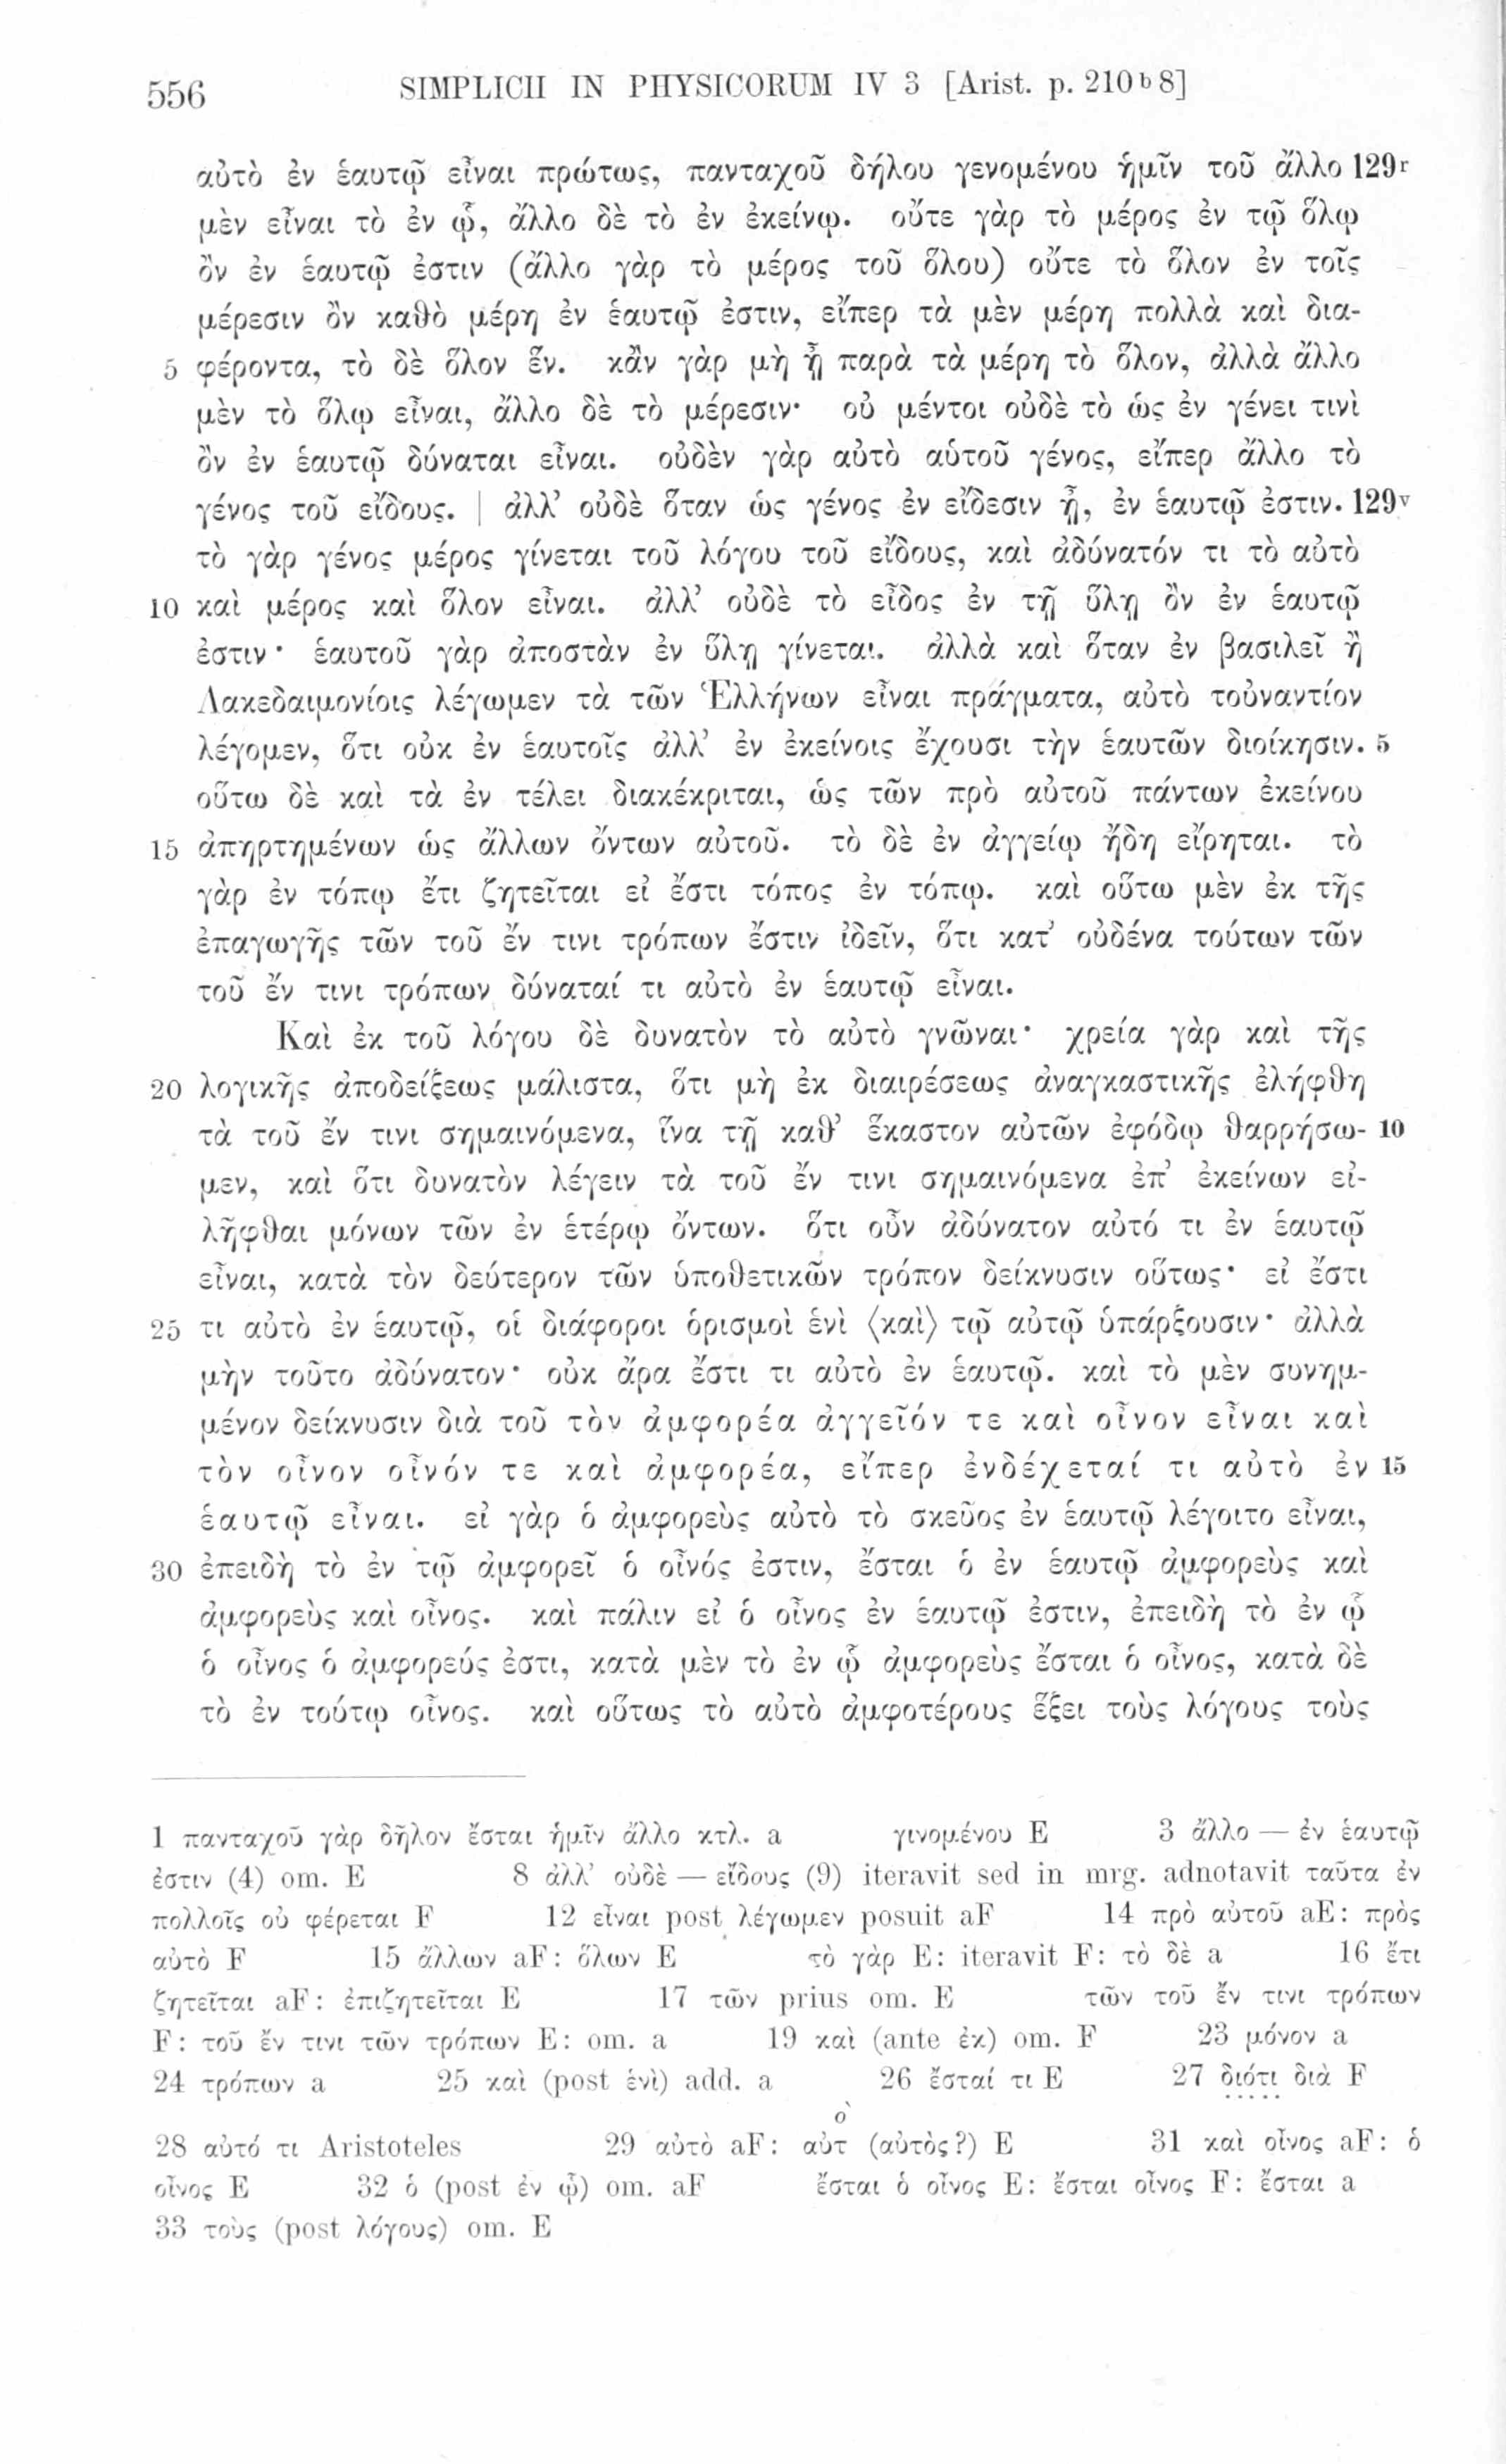 556 SIMPLICII IN PHYSICORUM IV 3 [Arist. p. 210 b 8]
αὐτὸ ἐν ἑαυτῷ εἶναι πρώτως, πανταχοῦ δήλου γενομένου ἡμῖν τοῦ ἄλλο 129r
μὲν εἶναι τὸ ἐν ᾧ, ἄλλο δὲ τὸ ἐν ἐκείνῳ. οὔτε γὰρ τὸ μέρος ἐν τῷ ὅλῳ
ὂν ἐν ἑαυτῷ ἐστιν (ἄλλο γὰρ τὸ μέρος τοῦ ὅλου) οὔτε τὸ ὅλον ἐν τοῖς
μέρεσιν ὂν καθὸ μέρη ἐν ἑαυτῷ ἐστιν, εἴπερ τὰ μὲν μέρη πολλὰ καὶ δια-
5 φέροντα, τὸ δὲ ὅλον ἕν. κἂν γὰρ μὴ ᾖ παρὰ τὰ μέρη τὸ ὅλον, ἀλλὰ ἄλλο
μὲν τὸ ὅλῳ εἶναι, ἄλλο δὲ τὸ μέρεσιν· οὐ μέντοι οὐδὲ τὸ ὡς ἐν γένει τινὶ
ὂν ἐν ἑαυτῷ δύναται εἶναι. οὐδὲν γὰρ αὐτὸ αὑτοῦ γένος, εἴπερ ἄλλο τὸ
γένος τοῦ εἴδους. | ἀλλ’ οὐδὲ ὅταν ὡς γένος ἐν εἴδεσιν ᾖ, ἐν ἑαυτῷ ἐστιν. 129v
τὸ γὰρ γένος μέρος γίνεται τοῦ λόγου τοῦ εἴδους, καὶ ἀδύνατόν τι τὸ αὐτὸ
10 καὶ μέρος καὶ ὅλον εἶναι. ἀλλ’ οὐδὲ τὸ εἶδος ἐν τῇ ὕλῃ ὂν ἐν ἑαυτῷ
ἐστιν· ἑαυτοῦ γὰρ ἀποστὰν ἐν ὕλῃ γίνεται. ἀλλὰ καὶ ὅταν ἐν βασιλεῖ ἢ
Λακεδαιμονίοις λέγωμεν τὰ τῶν Ἑλλήνων εἶναι πράγματα, αὐτὸ τοὐναντίον
λέγομεν, ὅτι οὐκ ἐν ἑαυτοῖς ἀλλ’ ἐν ἐκείνοις ἔχουσι τὴν ἑαυτῶν διοίκησιν. 5
οὕτω δὲ καὶ τὰ ἐν τέλει διακέκριται, ὡς τῶν πρὸ αὐτοῦ πάντων ἐκείνου
15 ἀπηρτημένων ὡς ἄλλων ὄντων αὐτοῦ. τὸ δὲ ἐν ἀγγείῳ ἤδη εἴρηται. τὸ
γὰρ ἐν τόπῳ ἔτι ζητεῖται εἰ ἔστι τόπος ἐν τόπῳ. καὶ οὕτω μὲν ἐκ τῆς
ἐπαγωγῆς τῶν τοῦ ἔν τινι τρόπων ἔστιν ἰδεῖν, ὅτι κατ’ οὐδένα τούτων τῶν
τοῦ ἔν τινι τρόπων δύναταί τι αὐτὸ ἐν ἑαυτῷ εἶναι.
Καὶ ἐκ τοῦ λόγου δὲ δυνατὸν τὸ αὐτὸ γνῶναι· χρεία γὰρ καὶ τῆς
20 λογικῆς ἀποδείξεως μάλιστα, ὅτι μὴ ἐκ διαιρέσεως ἀναγκαστικῆς ἐλήφθη
τὰ τοῦ ἔν τινι σημαινόμενα, ἵνα τῇ καθ’ ἕκαστον αὐτῶν ἐφόδῳ θαρρήσω- 10
μεν, καὶ ὅτι δυνατὸν λέγειν τὰ τοῦ ἔν τινι σημαινόμενα ἐπ’ ἐκείνων εἰ-
λῆφθαι μόνων τῶν ἐν ἑτέρῳ ὄντων. ὅτι οὖν ἀδύνατον αὐτό τι ἐν ἑαυτῷ
εἶναι, κατὰ τὸν δεύτερον τῶν ὑποθετικῶν τρόπον δείκνυσιν οὕτως· εἰ ἔστι
25 τι αὐτὸ ἐν ἑαυτῷ, οἱ διάφοροι ὁρισμοὶ ἑνὶ ⟨καὶ⟩ τῷ αὐτῷ ὑπάρξουσιν· ἀλλὰ
μὴν τοῦτο ἀδύνατον· οὐκ ἄρα ἔστι τι αὐτὸ ἐν ἑαυτῷ. καὶ τὸ μὲν συνημ-
μένον δείκνυσιν διὰ τοῦ τὸν ἀμφορέα ἀγγεῖόν τε καὶ οἶνον εἶναι καὶ
τὸν οἶνον οἶνόν τε καὶ ἀμφορέα, εἴπερ ἐνδέχεταί τι αὐτὸ ἐν 15
ἑαυτῷ εἶναι. εἰ γὰρ ὁ ἀμφορεὺς αὐτὸ τὸ σκεῦος ἐν ἑαυτῷ λέγοιτο εἶναι,
30 ἐπειδὴ τὸ ἐν τῷ ἀμφορεῖ ὁ οἶνός ἐστιν, ἔσται ὁ ἐν ἑαυτῷ ἀμφορεὺς καὶ
ἀμφορεὺς καὶ οἶνος. καὶ πάλιν εἰ ὁ οἶνος ἐν ἑαυτῷ ἐστιν, ἐπειδὴ τὸ ἐν ᾧ
ὁ οἶνος ὁ ἀμφορεύς ἐστι, κατὰ μὲν τὸ ἐν ᾧ ἀμφορεὺς ἔσται ὁ οἶνος, κατὰ δὲ
τὸ ἐν τούτῳ οἶνος. καὶ οὕτως τὸ αὐτὸ ἀμφοτέρους ἕξει τοὺς λόγους τοὺς
1 πανταχοῦ γὰρ δῆλον ἔσται ἡμῖν ἄλλο κτλ. a γινομένου E 3 ἄλλο — ἐν ἑαυτῷ
ἐστιν (4) om. E 8 ἀλλ’ οὐδὲ — εἴδους (9) iteravit sed in mrg. adnotavit ταῦτα ἐν
πολλοῖς οὐ φέρεται F 12 εἶναι post λέγωμεν posuit aF 14 πρὸ αὐτοῦ aE: πρὸς
αὐτὸ F 15 ἄλλων aF: ὅλων E τὸ γὰρ E: iteravit F: τὸ δὲ a 16 ἔτι
ζητεῖται aF: ἐπιζητεῖται E 17 τῶν prius om. E τῶν τοῦ ἔν τινι τρόπων
F: τοῦ ἔν τινι τῶν τρόπων E: om. a 19 καὶ (ante ἐκ) om. F 23 μόνον a
24 τρόπων a 25 καὶ (post ἑνὶ) add. a 26 ἔσταί τι E 27 διότι διὰ F
28 αὐτό τι Aristoteles 29 αὐτὸ aF: αὐτ ὸ (αὐτὸς?) E 31 καὶ οἶνος aF: ὁ
οἶνος E 32 ὁ (post ἐν ᾧ) om. aF ἔσται ὁ οἶνος E: ἔσται οἶνος F: ἔσται a
33 τοὺς (post λόγους) om. E